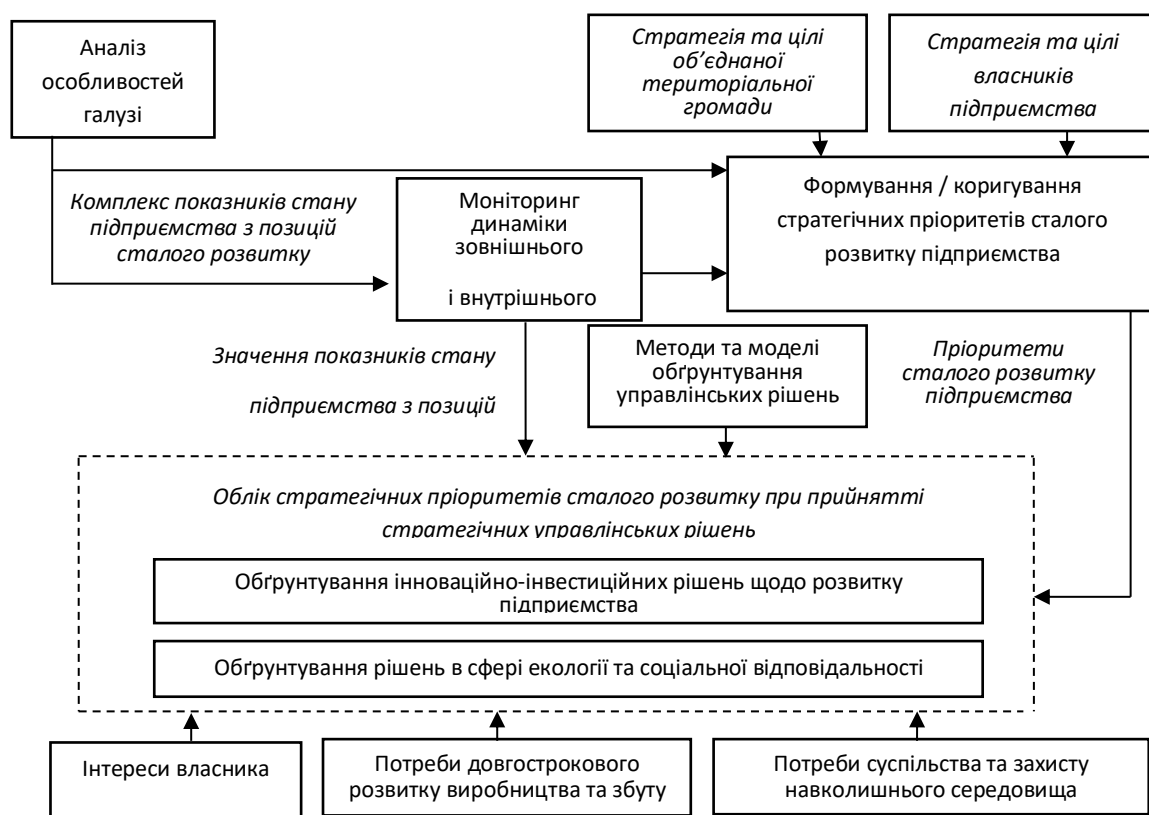 Аналіз
особливостей
галузі
Стратегія та цілі
об’єднаної
територіальної
громади
Стратегія та цілі
власників
підприємства
Комплекс показників стану
підприємства з позицій
сталого розвитку
Моніторинг
динаміки
зовнішнього
і внутрішнього
Формування / коригування
стратегічних пріоритетів сталого
розвитку підприємства
Значення показників стану
підприємства з позицій
Методи та моделі
обґрунтування
управлінських рішень
Пріоритети
сталого розвитку
підприємства
Облік стратегічних пріоритетів сталого розвитку при прийнятті
стратегічних управлінських рішень
Обґрунтування інноваційно-інвестиційних рішень щодо розвитку
підприємства
Обґрунтування рішень в сфері екології та соціальної відповідальності
Інтереси власника
Потреби довгострокового
розвитку виробництва та збуту
Потреби суспільства та захисту
навколишнього середовища